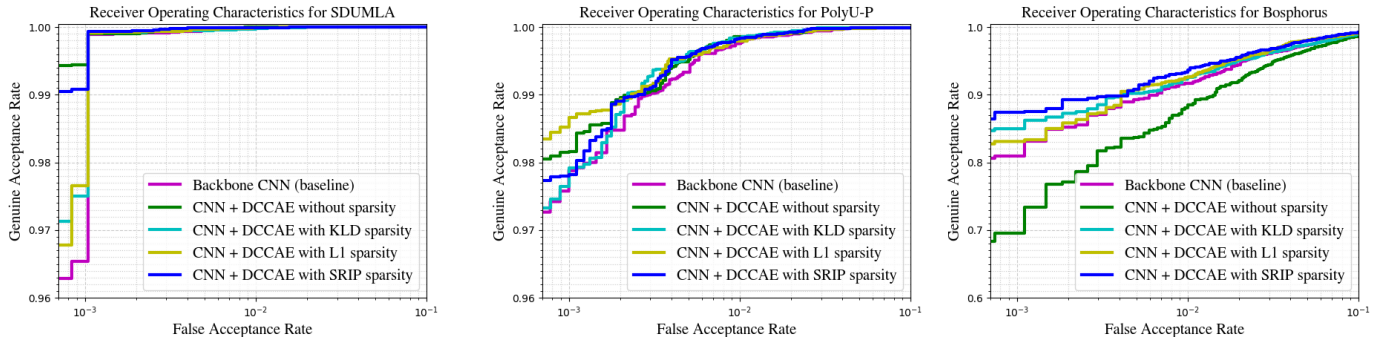 Receiver Operating Characteristics for SDUMLA
1.00
0.99
0.98
0.97
0.96
Genuine Acceptance Rate
Backbone CNN (baseline)
CNN + DCCAE without sparsity
CNN + DCCAE with KLD sparsity
CNN + DCCAE with L1 sparsity
CNN + DCCAE with SRIP sparsity
10⁻³
10⁻²
10⁻¹
False Acceptance Rate
Receiver Operating Characteristics for PolyU-P
1.00
0.99
0.98
0.97
0.96
Genuine Acceptance Rate
Backbone CNN (baseline)
CNN + DCCAE without sparsity
CNN + DCCAE with KLD sparsity
CNN + DCCAE with L1 sparsity
CNN + DCCAE with SRIP sparsity
10⁻³
10⁻²
10⁻¹
False Acceptance Rate
Receiver Operating Characteristics for Bosphorus
1.0
0.9
0.8
0.7
0.6
Genuine Acceptance Rate
Backbone CNN (baseline)
CNN + DCCAE without sparsity
CNN + DCCAE with KLD sparsity
CNN + DCCAE with L1 sparsity
CNN + DCCAE with SRIP sparsity
10⁻³
10⁻²
10⁻¹
False Acceptance Rate